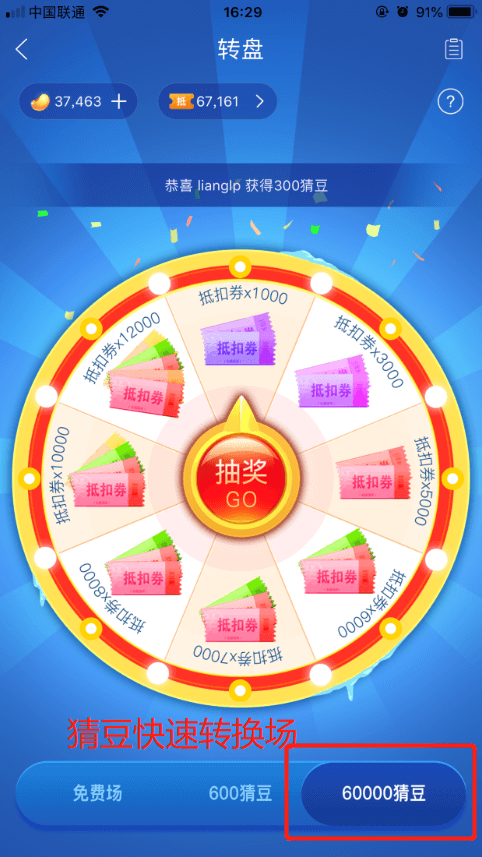 中国联通 16:29 91%
转盘
37,463 + 抵 67,161 >
?
恭喜 lianglp 获得300猜豆
抵扣券x1000
抵扣券x3000
抵扣券x5000
抵扣券x6000
抵扣券x7000
抵扣券x8000
抵扣券x10000
抵扣券x12000
抵扣券
抵扣券
抵扣券
抵扣券
抵扣券
抵扣券
抵扣券
抵扣券
抽奖
GO
猜豆快速转换场
免费场 600猜豆 60000猜豆